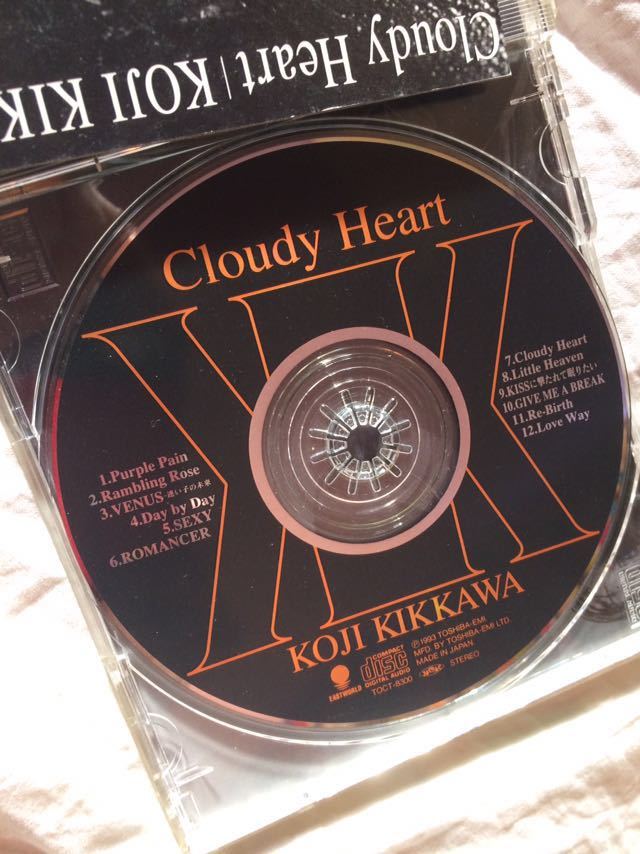 Cloudy Heart | KOJI KIK
Cloudy Heart
1.Purple Pain
2.Rambling Rose
3.VENUS-迷い子の未来
4.Day by Day
5.SEXY
6.ROMANCER
7.Cloudy Heart
8.Little Heaven
9.KISSに撃たれて眠りたい
10.GIVE ME A BREAK
11.Re-Birth
12.Love Way
KOJI KIKKAWA
EASTWORLD
COMPACT
disc
DIGITAL AUDIO
TOCT-8300
℗1993 TOSHIBA-EMI
MFD BY TOSHIBA-EMI LTD.
MADE IN JAPAN
STEREO